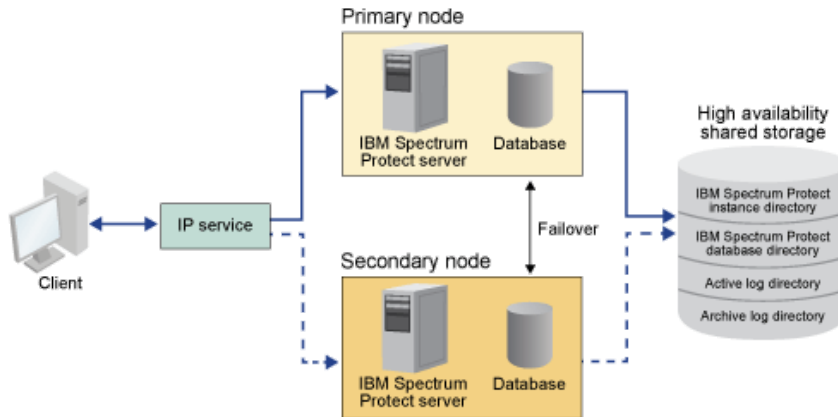 Primary node
IBM Spectrum
Protect server
Database
High availability
shared storage
IBM Spectrum Protect
instance directory
IBM Spectrum Protect
database directory
Active log directory
Archive log directory
Client
IP service
Failover
Secondary node
IBM Spectrum
Protect server
Database